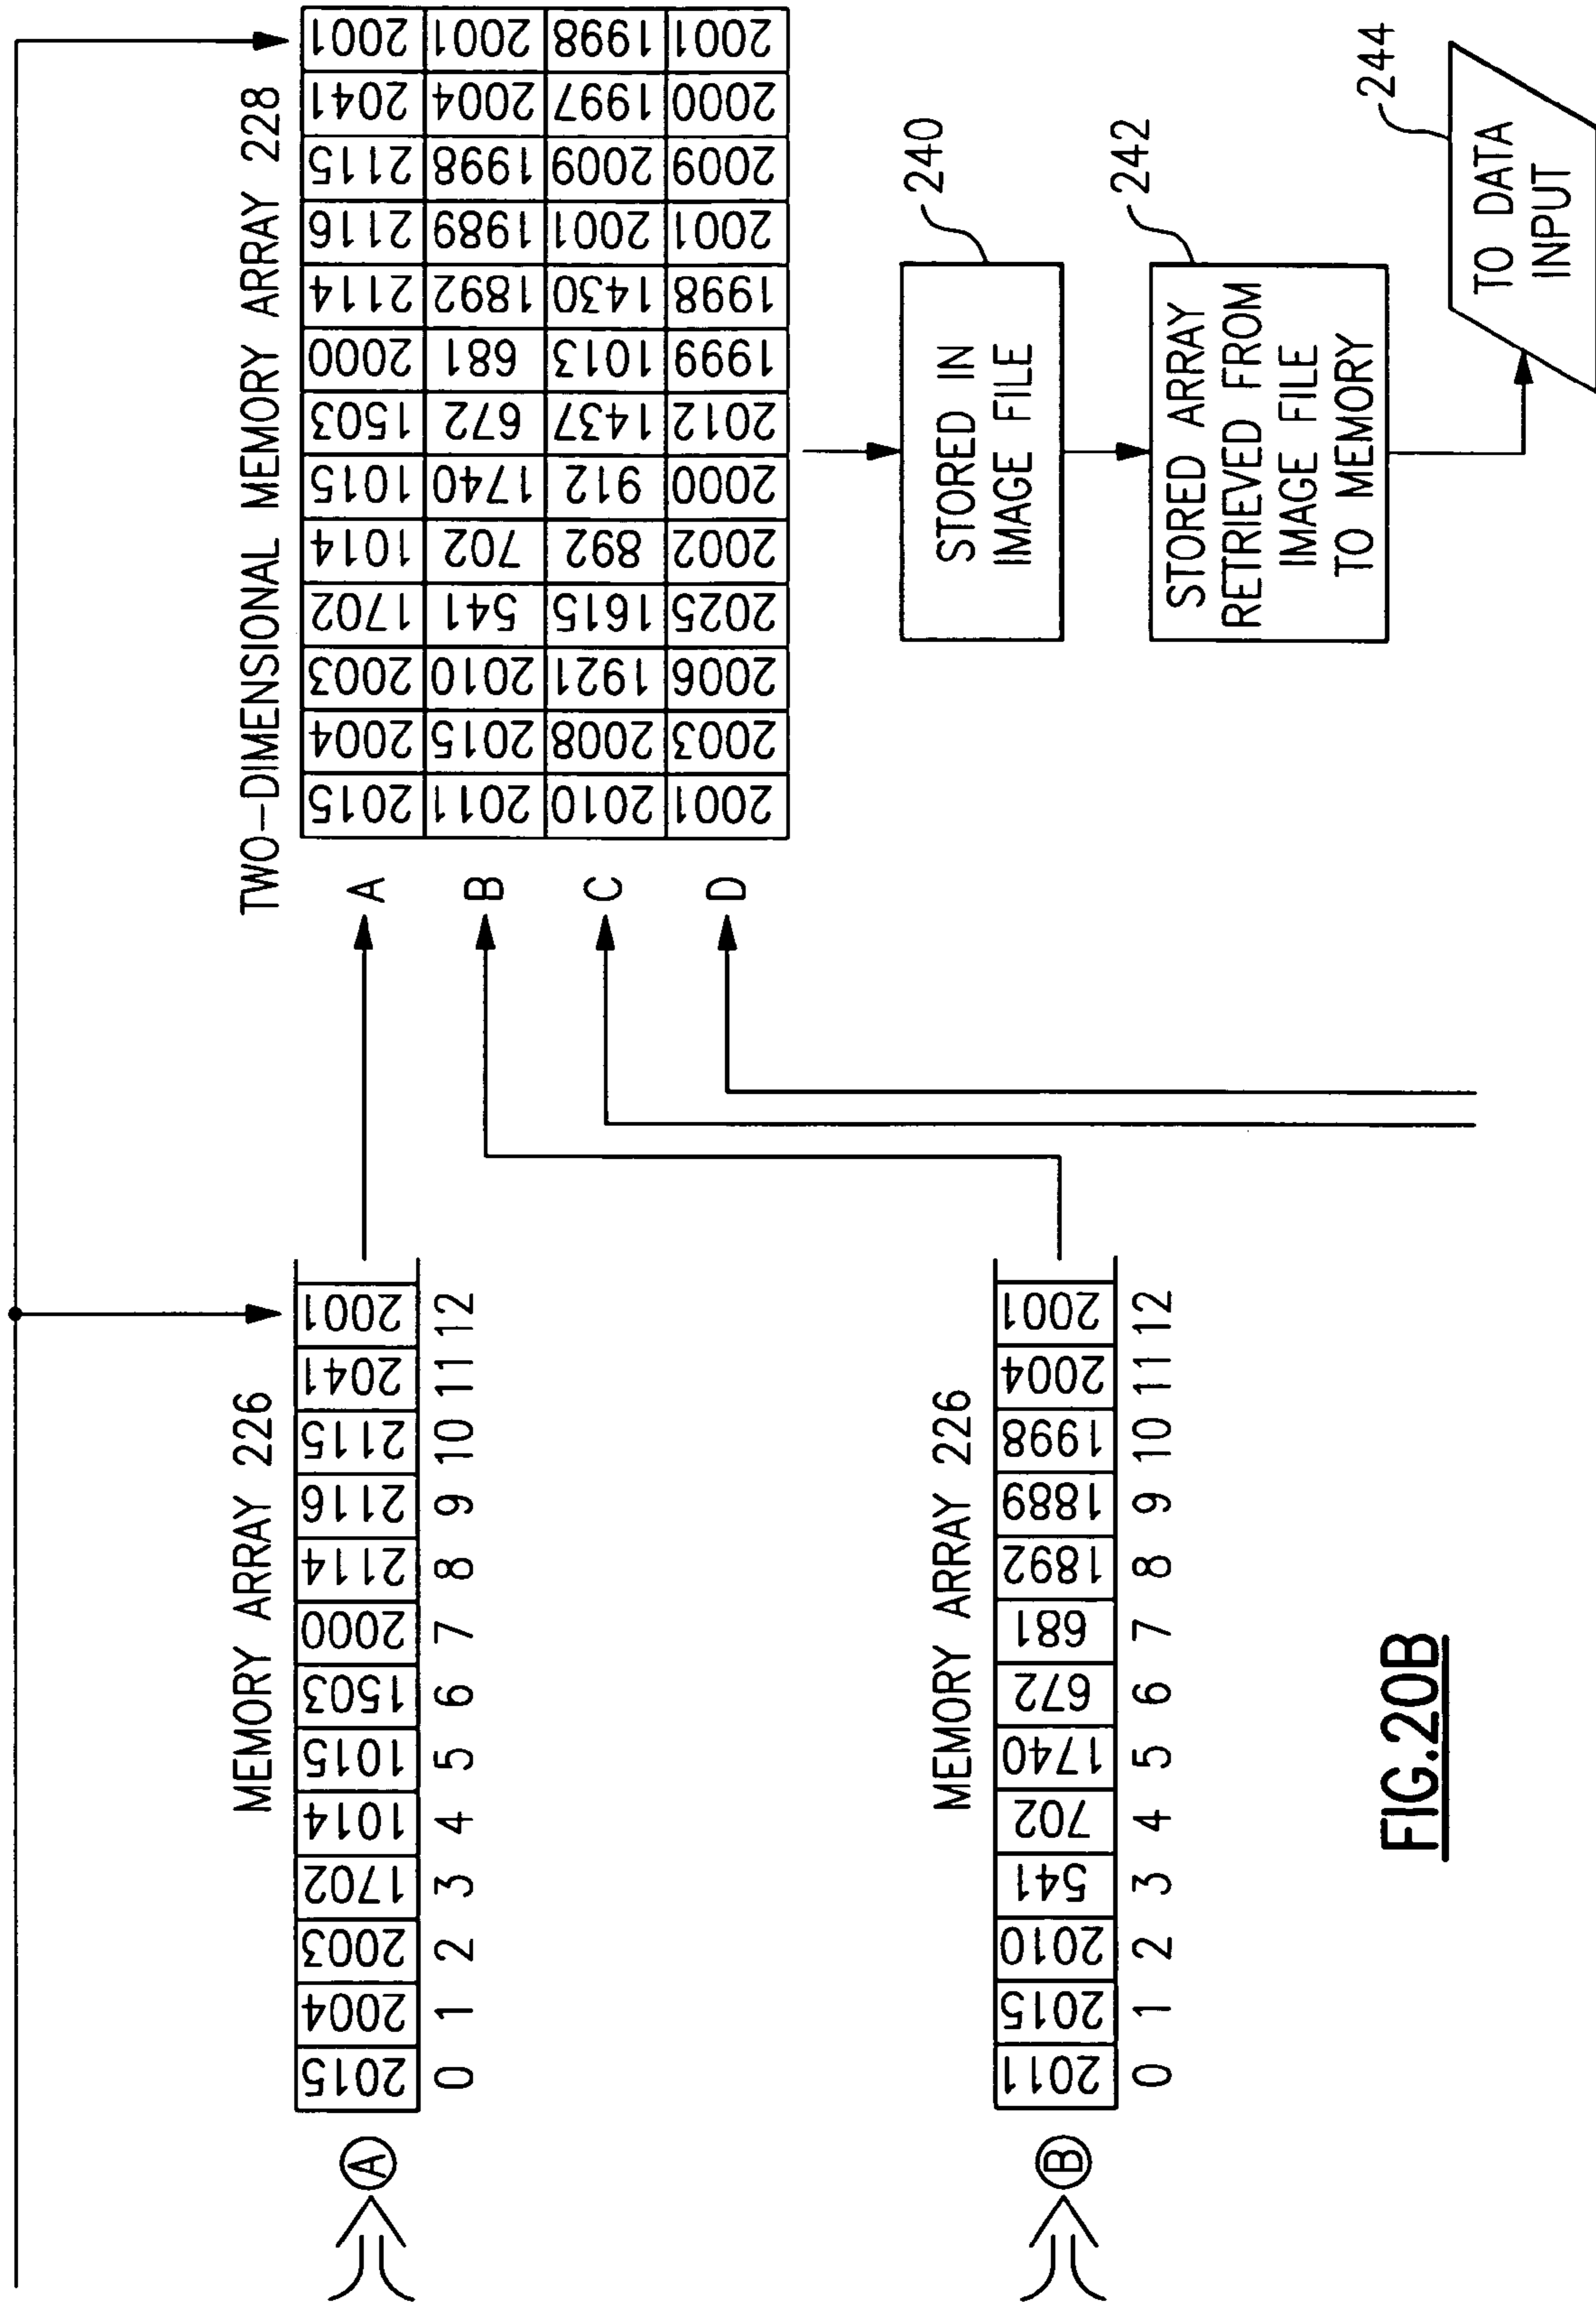 MEMORY ARRAY 226
A
2015 2004 2003 1702 1014 1015 1503 2000 2114 2116 2115 2041 2001
0 1 2 3 4 5 6 7 8 9 10 11 12
TWO-DIMENSIONAL MEMORY ARRAY 228
A 2015 2004 2003 1702 1014 1015 1503 2000 2114 2116 2115 2041 2001
B 2011 2015 2010 541 702 1740 672 681 1892 1989 1998 2004 2001
C 2010 2008 1921 1615 892 912 1437 1013 1430 2001 2009 1997 1998
D 2001 2003 2006 2025 2002 2000 2012 1999 1998 2001 2009 2000 2001
MEMORY ARRAY 226
B
2011 2015 2010 541 702 1740 672 681 1892 1889 1998 2004 2001
0 1 2 3 4 5 6 7 8 9 10 11 12
240
STORED IN
IMAGE FILE
242
STORED ARRAY
RETRIEVED FROM
IMAGE FILE
TO MEMORY
244
TO DATA
INPUT
FIG.20B